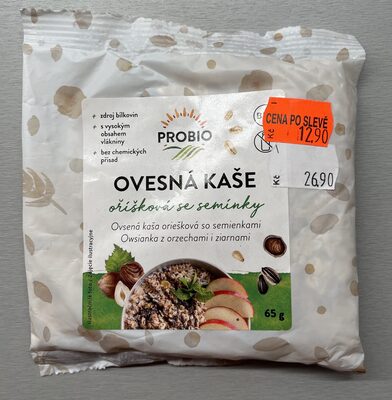 + zdroj bílkovin
+ s vysokým
obsahem
vlákniny
+ bez chemických
přísad
PROBIO
CENA PO SLEVĚ
Kč 12,90
Kč 26,90
OVESNÁ KAŠE
oříšková se semínky
Ovsená kaša oriešková so semienkami
Owsianka z orzechami i ziarnami
65 g